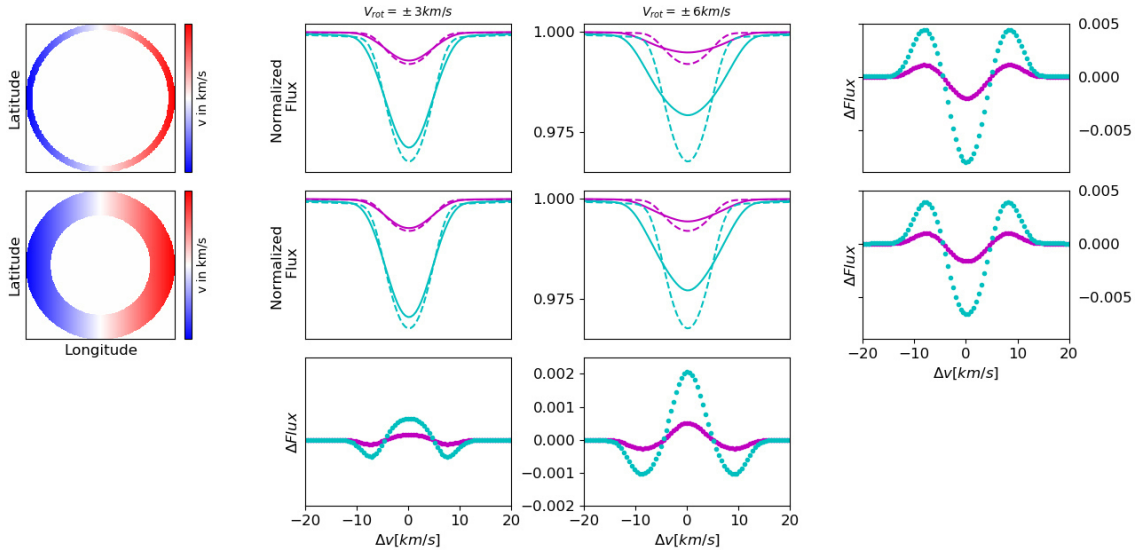 V_rot = ±3km/s
V_rot = ±6km/s
Latitude
v in km/s
Normalized
Flux
1.000
0.975
ΔFlux
0.005
0.000
−0.005
Latitude
Longitude
v in km/s
Normalized
Flux
1.000
0.975
ΔFlux
0.005
0.000
−0.005
−20 −10 0 10 20
Δv[km/s]
ΔFlux
0.002
0.001
0.000
−0.001
−0.002
−20 −10 0 10 20
Δv[km/s]
−20 −10 0 10 20
Δv[km/s]